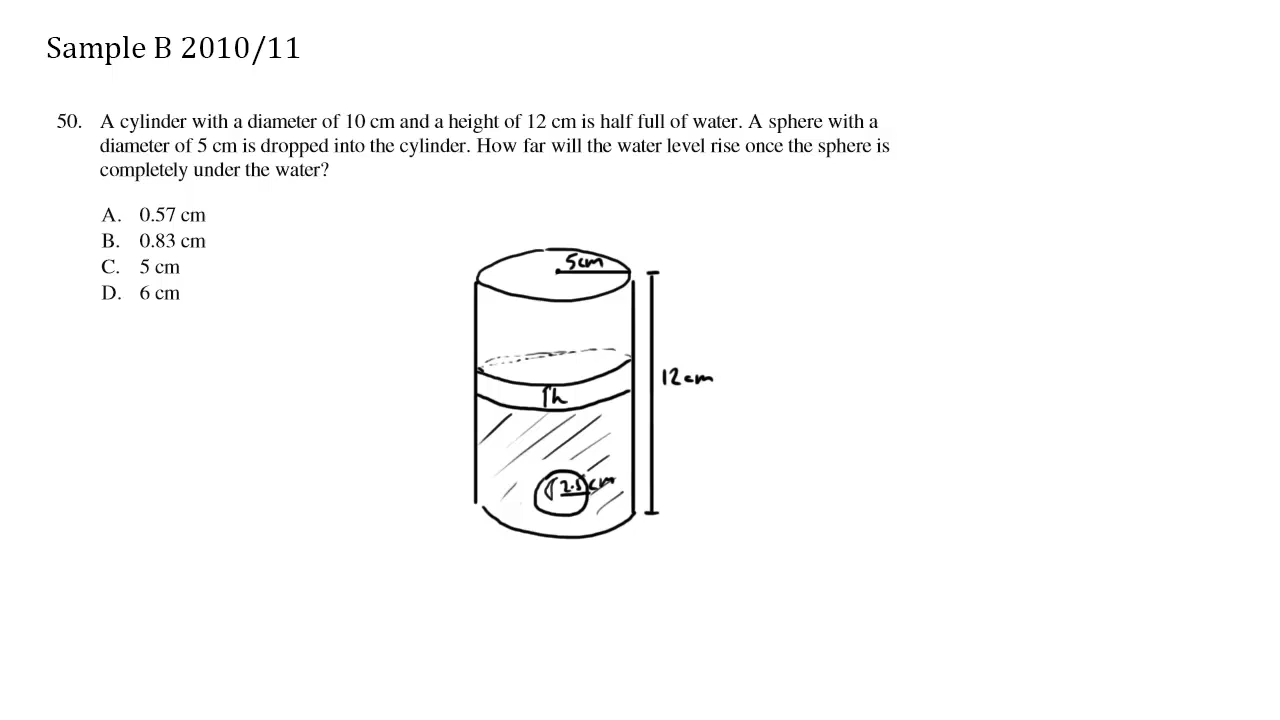 Sample B 2010/11
50. A cylinder with a diameter of 10 cm and a height of 12 cm is half full of water. A sphere with a
diameter of 5 cm is dropped into the cylinder. How far will the water level rise once the sphere is
completely under the water?
A. 0.57 cm
B. 0.83 cm
C. 5 cm
D. 6 cm
5cm
12cm
h
2.5cm